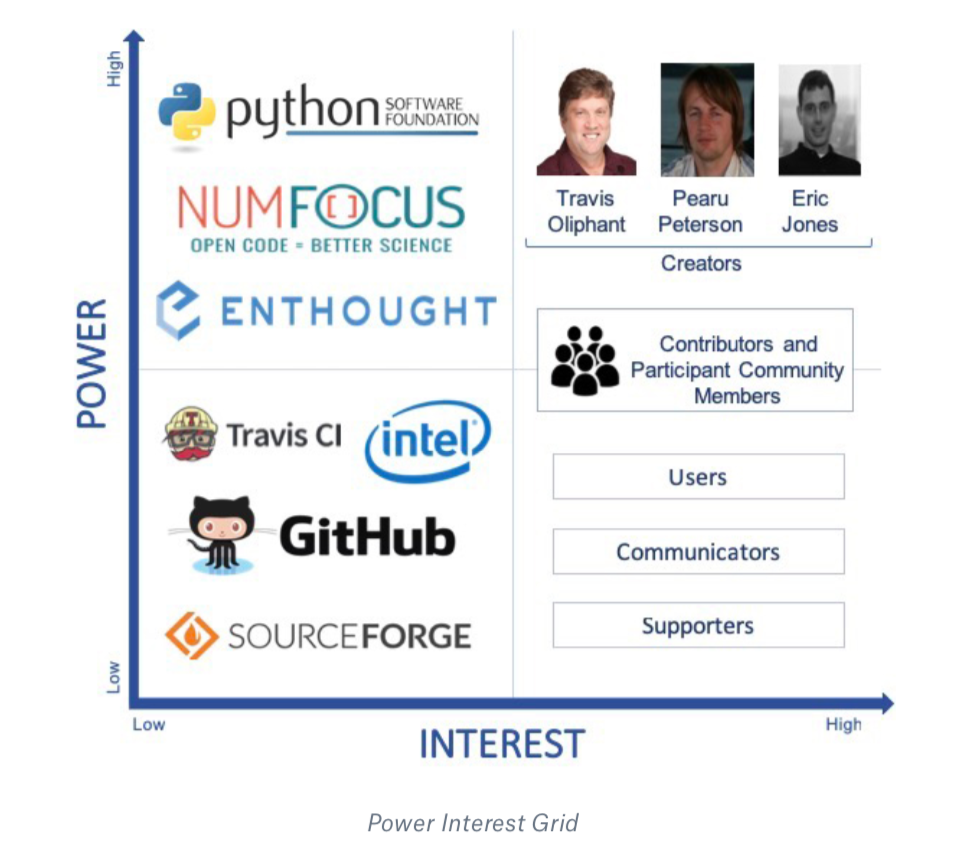 High
python SOFTWARE
FOUNDATION
NUMFOCUS
OPEN CODE = BETTER SCIENCE
ENTHOUGHT
Travis
Oliphant
Pearu
Peterson
Eric
Jones
Creators
Contributors and
Participant Community
Members
POWER
Travis CI
intel®
GitHub
SOURCEFORGE
Users
Communicators
Supporters
Low
Low
High
INTEREST
Power Interest Grid